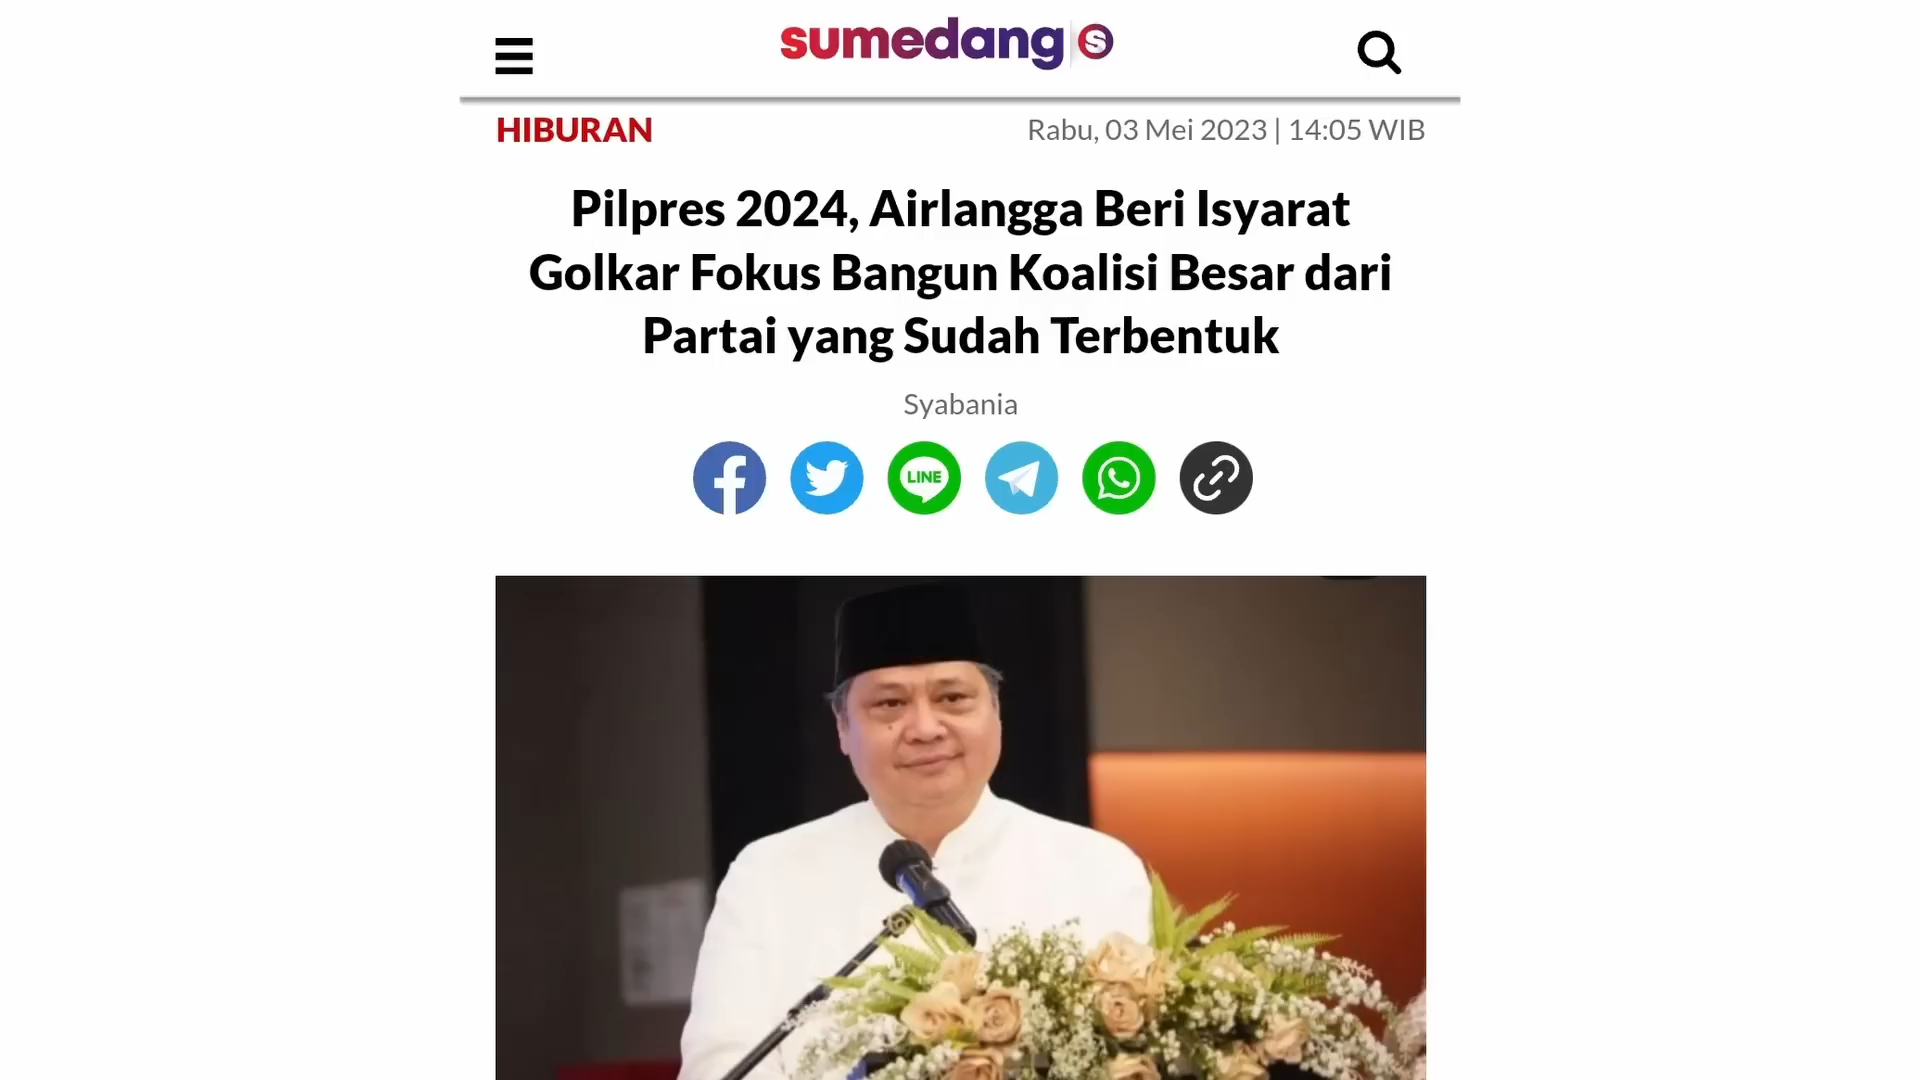 sumedang s
HIBURAN
Rabu, 03 Mei 2023 | 14:05 WIB
Pilpres 2024, Airlangga Beri Isyarat
Golkar Fokus Bangun Koalisi Besar dari
Partai yang Sudah Terbentuk
Syabania
LINE